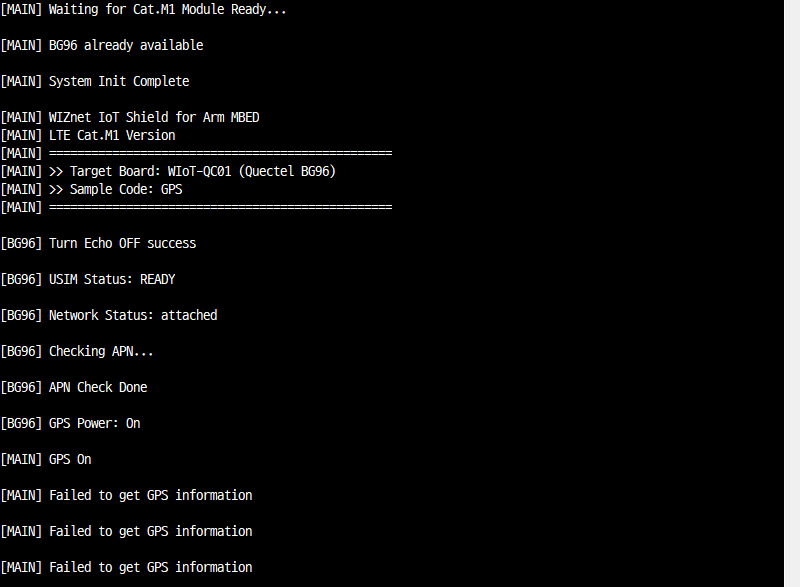 [MAIN] Waiting for Cat.M1 Module Ready...
[MAIN] BG96 already available
[MAIN] System Init Complete
[MAIN] WIZnet IoT Shield for Arm MBED
[MAIN] LTE Cat.M1 Version
[MAIN] =================================================
[MAIN] >> Target Board: WIoT-QC01 (Quectel BG96)
[MAIN] >> Sample Code: GPS
[MAIN] =================================================
[BG96] Turn Echo OFF success
[BG96] USIM Status: READY
[BG96] Network Status: attached
[BG96] Checking APN...
[BG96] APN Check Done
[BG96] GPS Power: On
[MAIN] GPS On
[MAIN] Failed to get GPS information
[MAIN] Failed to get GPS information
[MAIN] Failed to get GPS information